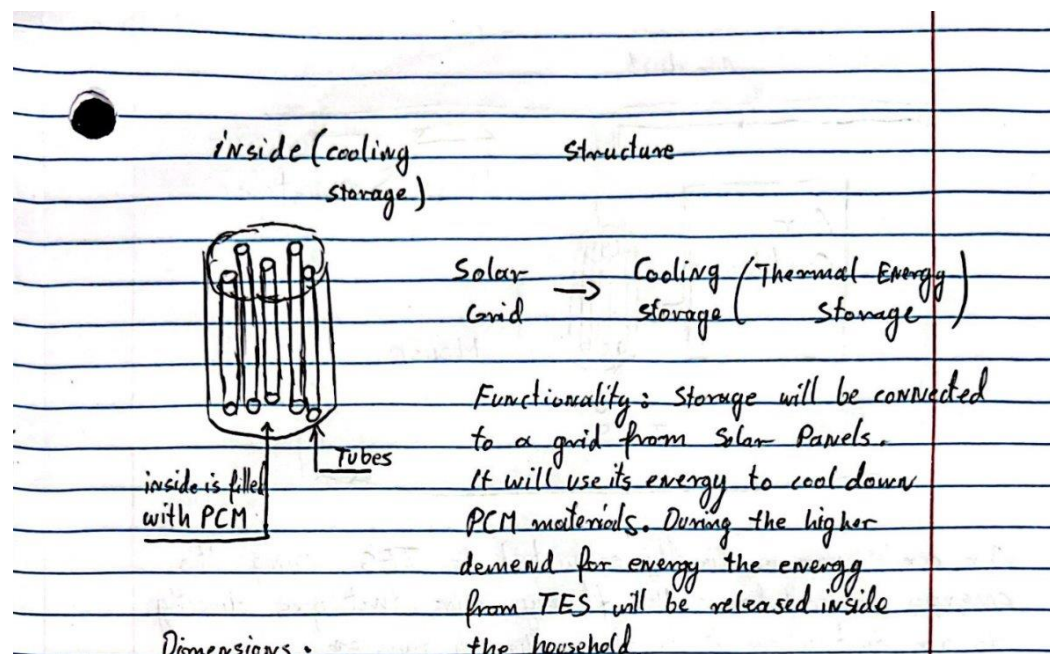 inside (cooling
storage)
structure
Solar → Cooling (Thermal Energy
Grid storage Storage)
Tubes
inside is filled
with PCM
Functionality: Storage will be connected
to a grid from Solar Panels.
It will use its energy to cool down
PCM materials. During the higher
demend for energy the energg
from TES will be released inside
the household
Dimensions: